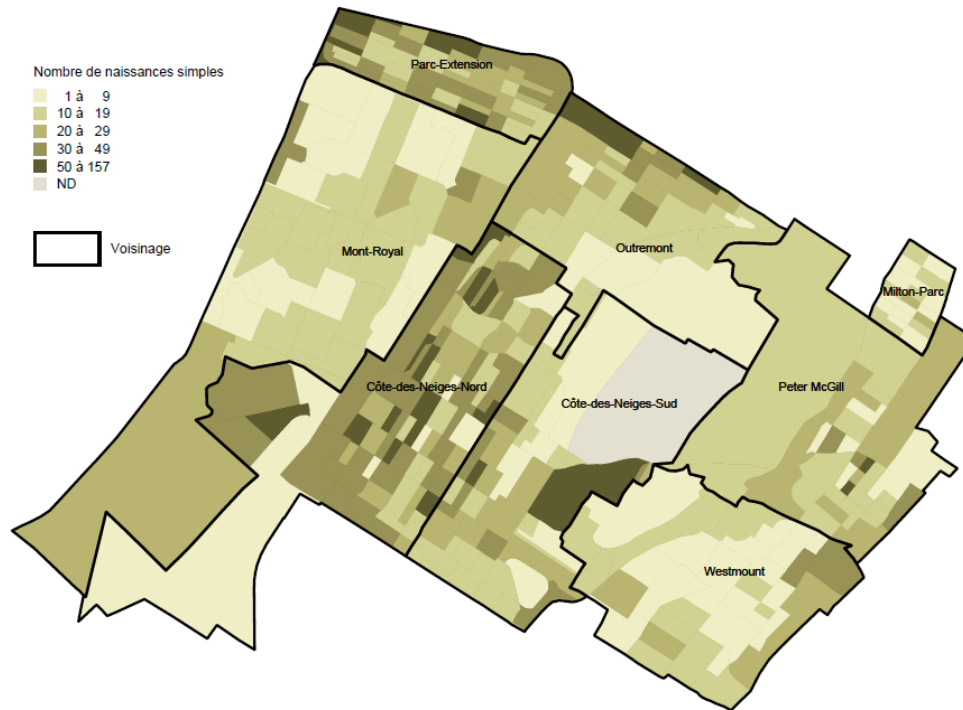 Nombre de naissances simples
1 à 9
10 à 19
20 à 29
30 à 49
50 à 157
ND
Voisinage
Parc-Extension
Mont-Royal
Outremont
Milton-Parc
Côte-des-Neiges-Nord
Côte-des-Neiges-Sud
Peter McGill
Westmount